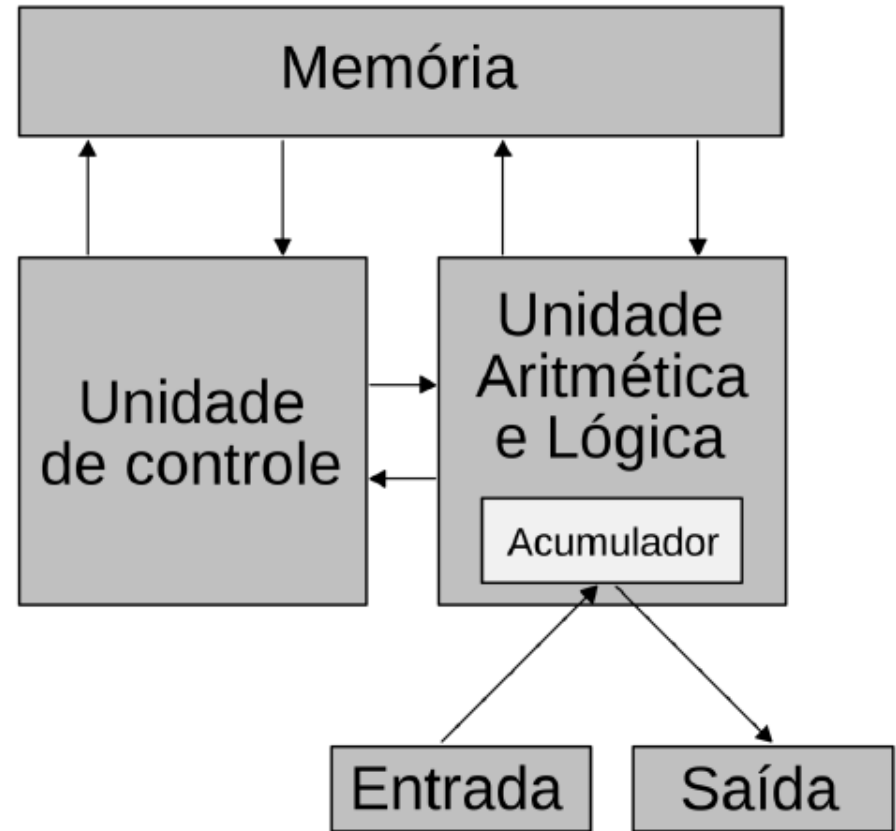 Memória
Unidade
de controle
Unidade
Aritmética
e Lógica
Acumulador
Entrada
Saída